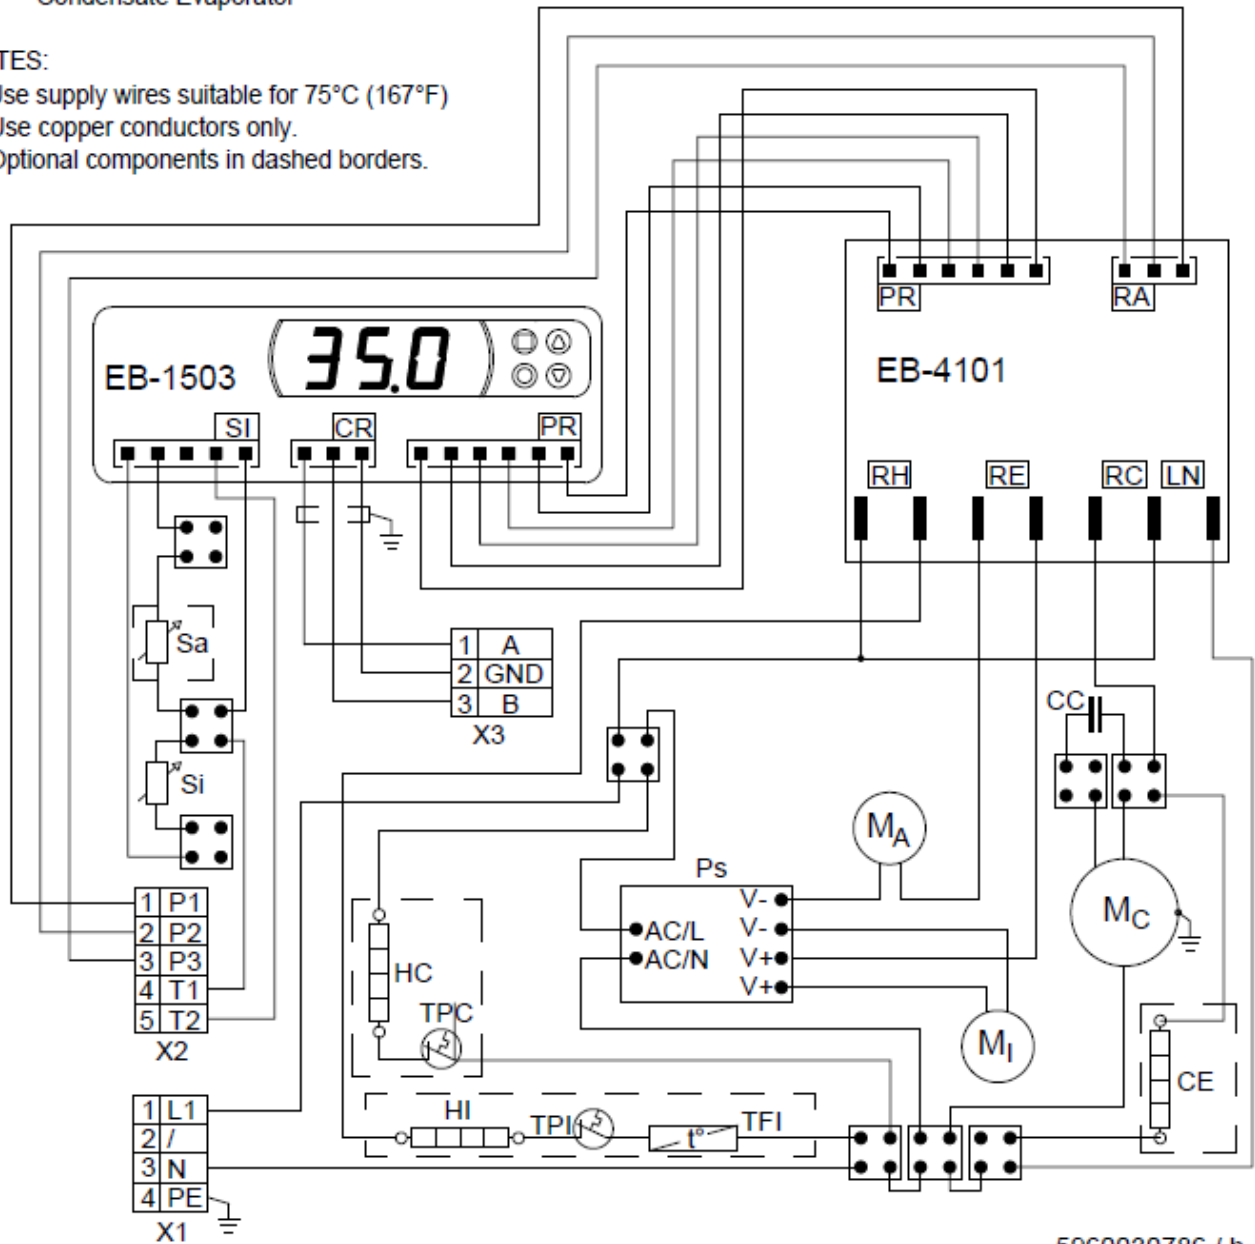 Condensate Evaporator
TES:
Use supply wires suitable for 75°C (167°F)
Use copper conductors only.
Optional components in dashed borders.
PR RA
EB-4101
EB-1503 35.0
SI CR PR
RH RE RC LN
Sa
1 A
2 GND
3 B
X3
CC
Si
MA
Ps
V-
AC/L V-
AC/N V+
V+
MC
1 P1
2 P2
3 P3
4 T1
5 T2
X2
HC
TPC
MI
CE
HI TPI t° TFI
1 L1
2 /
3 N
4 PE
X1